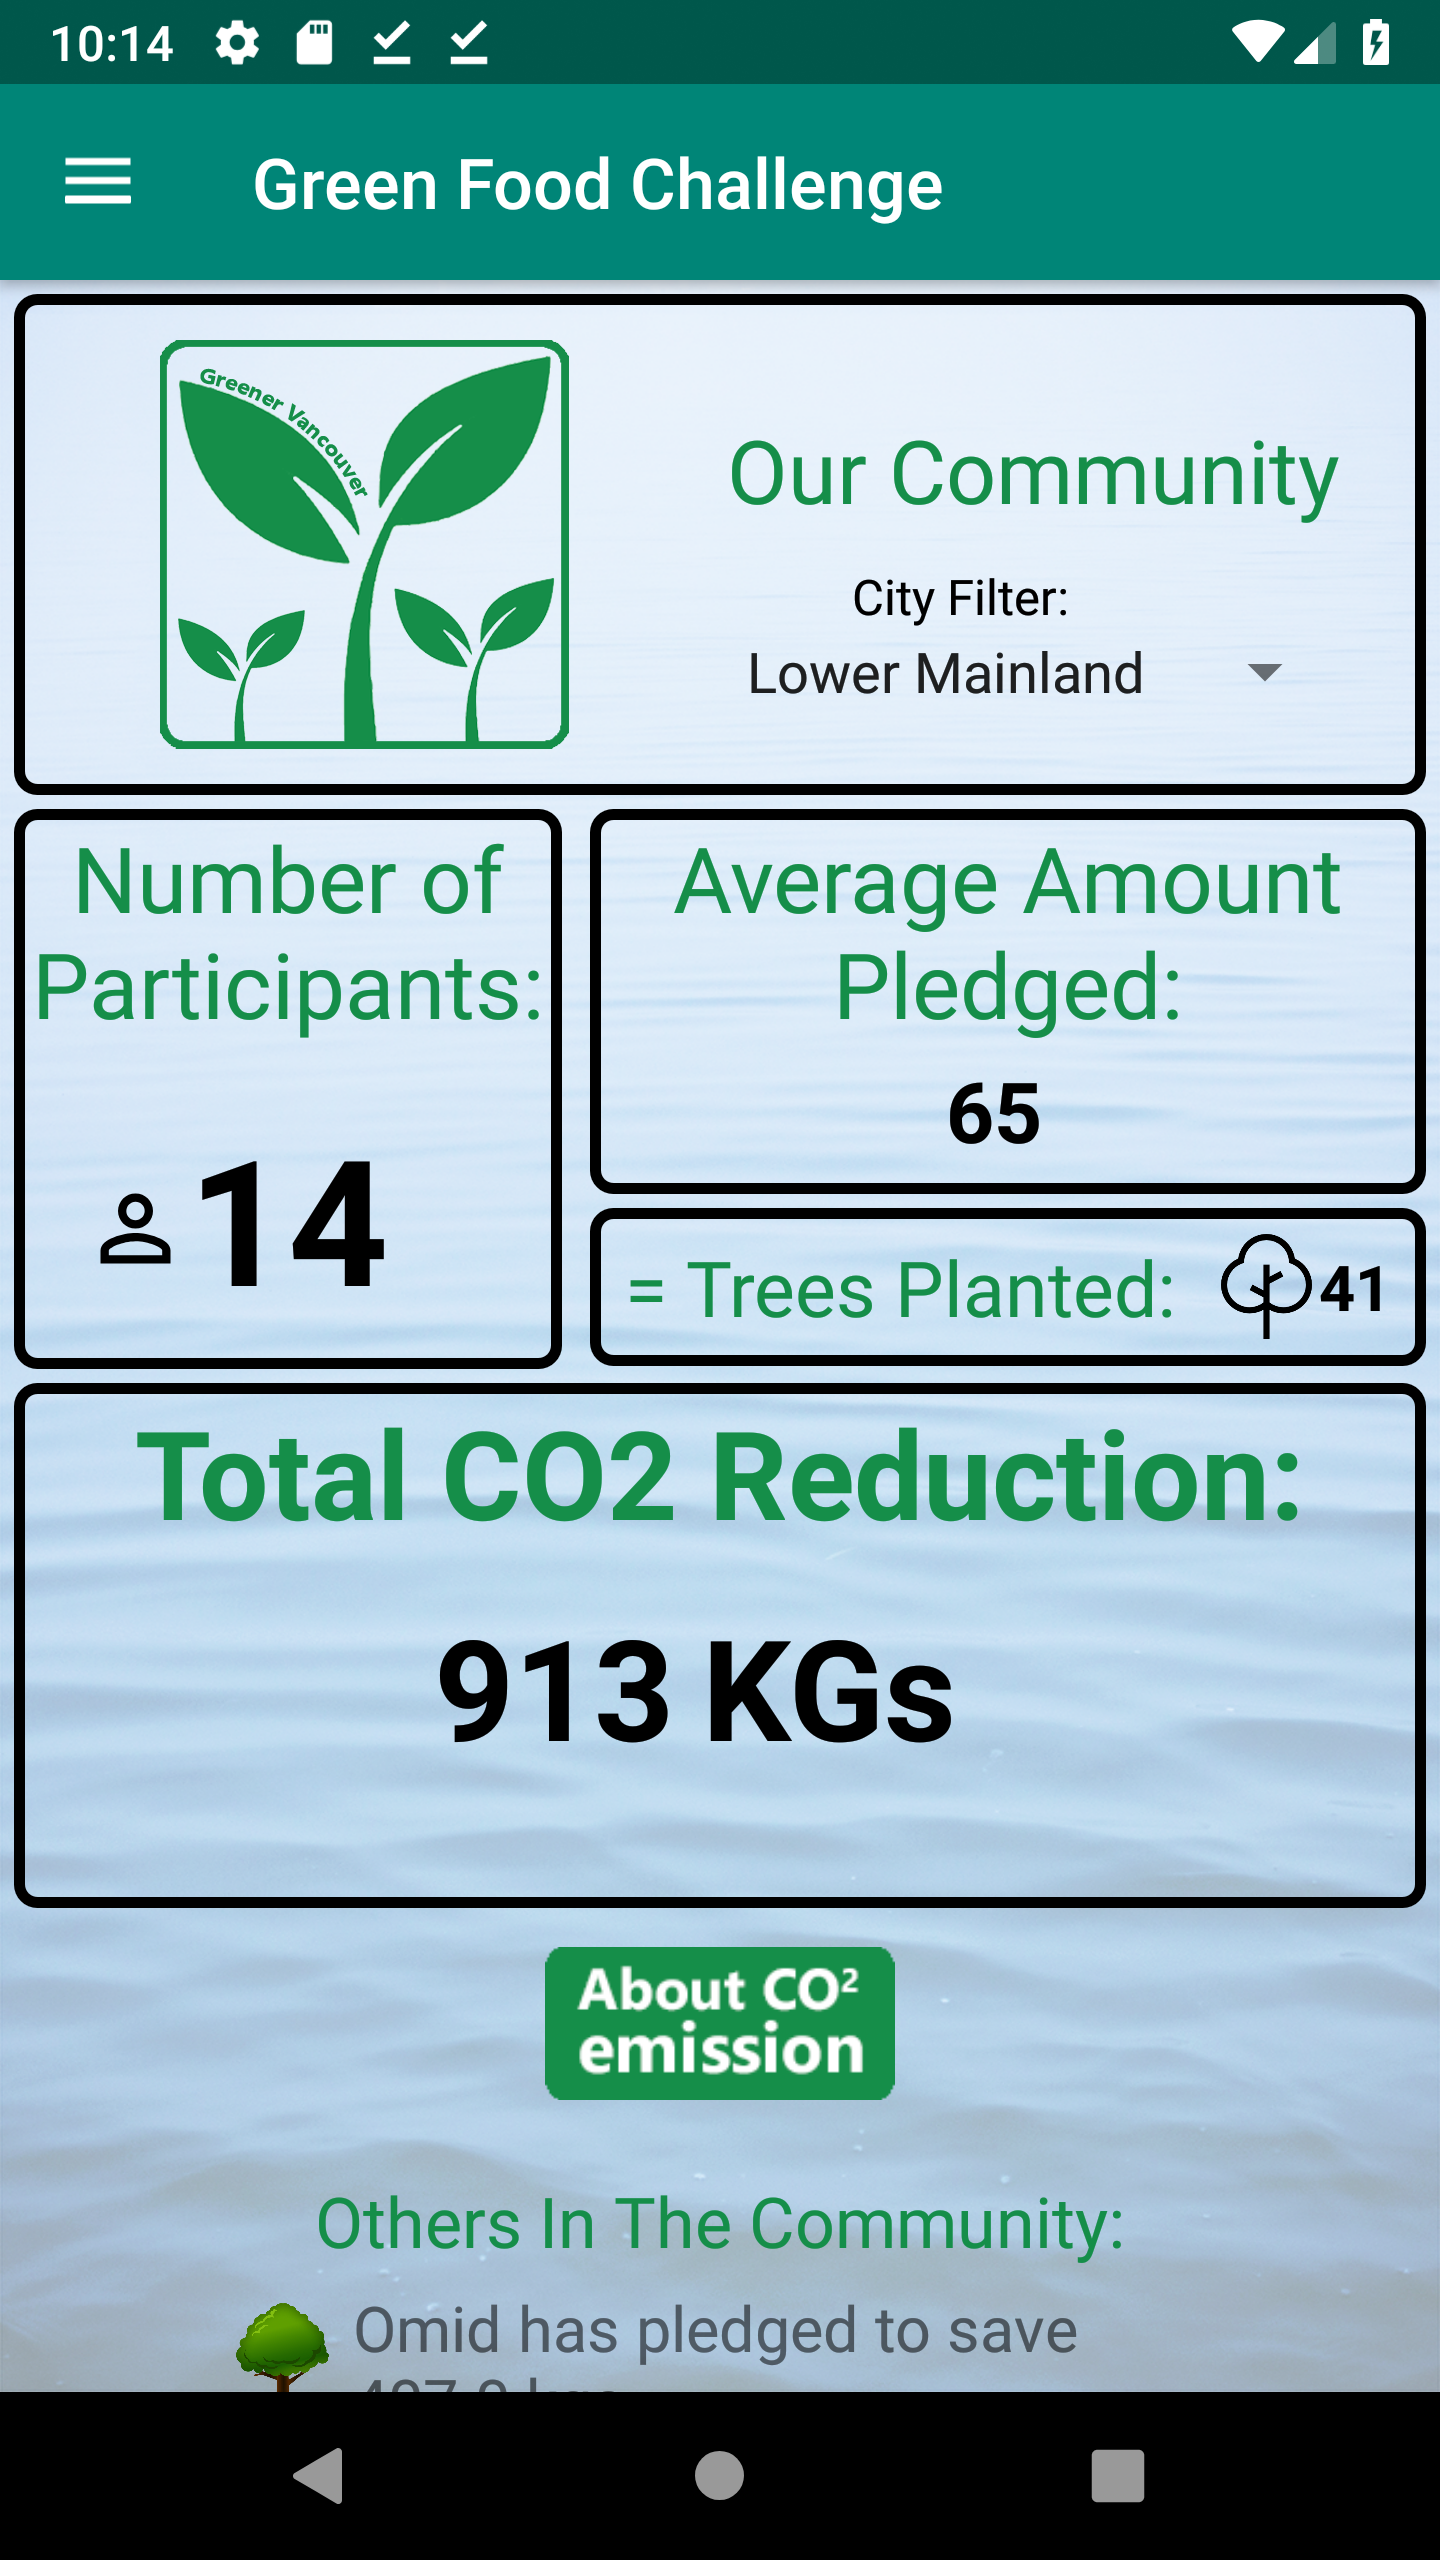 10:14
Green Food Challenge
Greener Vancouver
Our Community
City Filter:
Lower Mainland
Number of
Participants:
14
Average Amount
Pledged:
65
= Trees Planted:
41
Total CO2 Reduction:
913 KGs
About CO²
emission
Others In The Community:
Omid has pledged to save